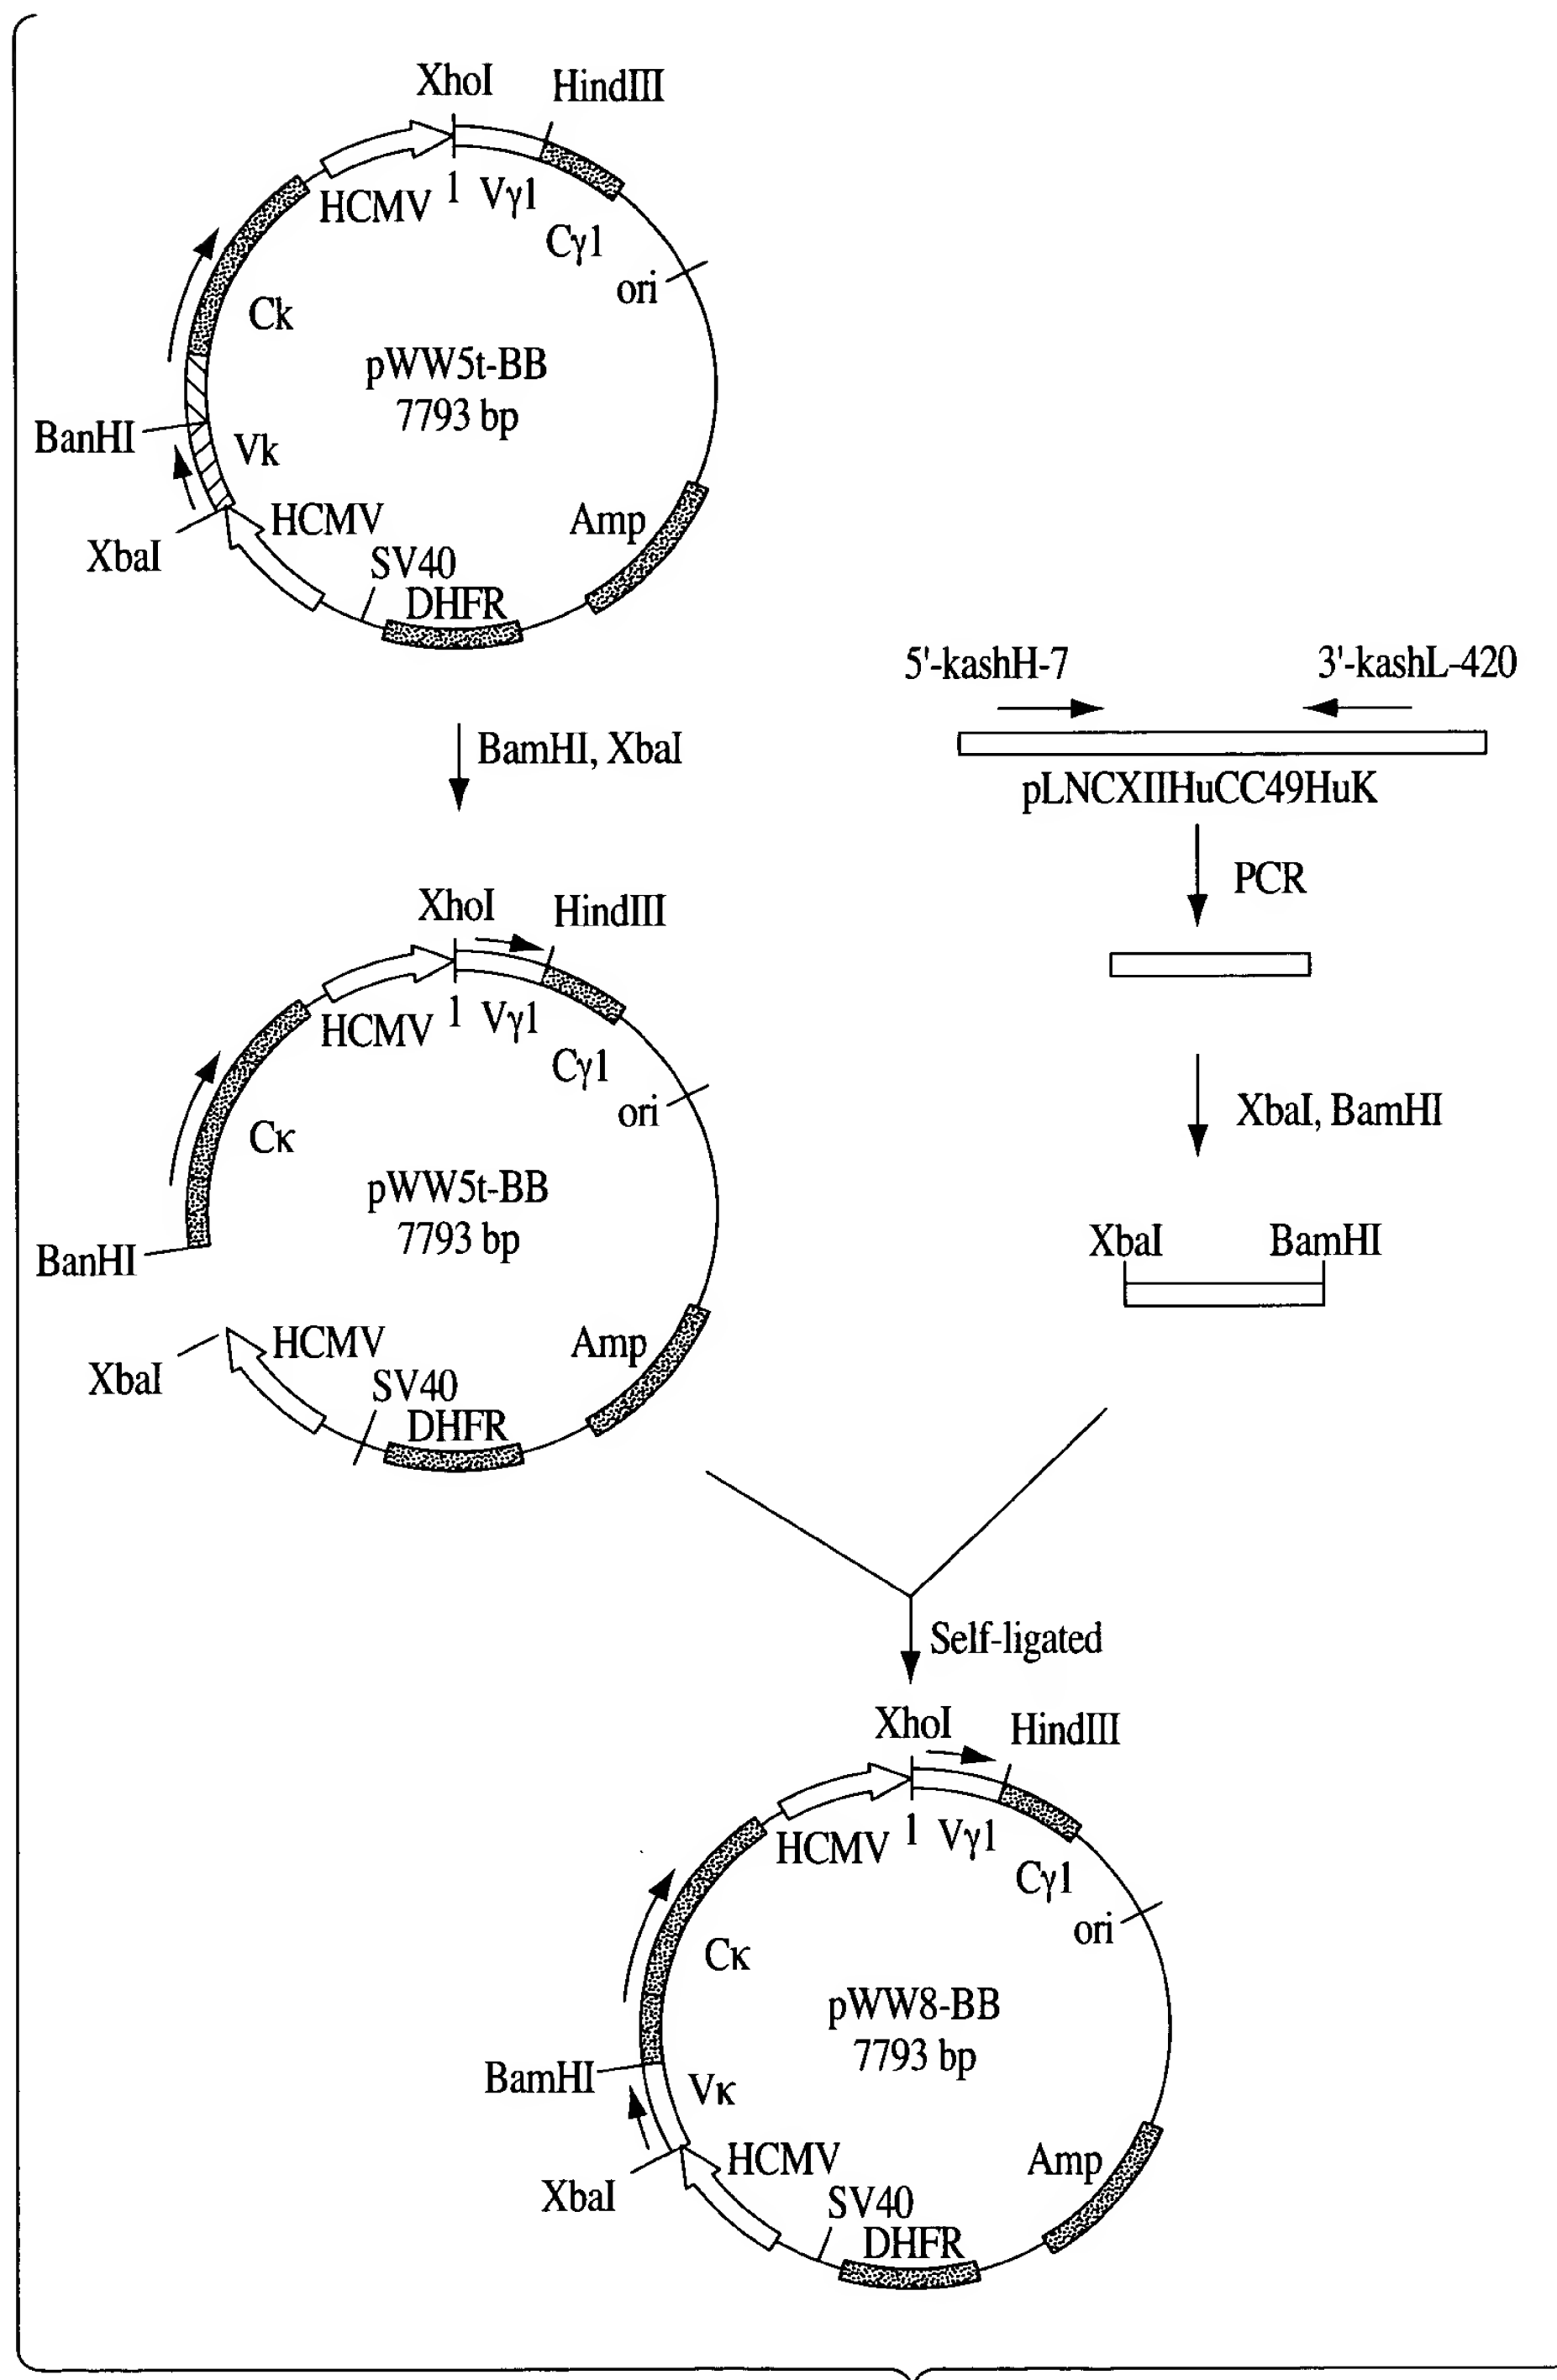 XhoI
HindIII
HCMV
1
Vγ1
Cγ1
ori
Ck
pWW5t-BB
7793 bp
BanHI
Vk
HCMV
Amp
XbaI
SV40
DHFR
BamHI, XbaI
5'-kashH-7
3'-kashL-420
pLNCXIIHuCC49HuK
PCR
XbaI, BamHI
XbaI
BamHI
XhoI
HindIII
HCMV
1
Vγ1
Cγ1
ori
Cκ
pWW5t-BB
7793 bp
BanHI
HCMV
Amp
XbaI
SV40
DHFR
Self-ligated
XhoI
HindIII
HCMV
1
Vγ1
Cγ1
ori
Cκ
pWW8-BB
7793 bp
BamHI
Vκ
HCMV
Amp
XbaI
SV40
DHFR